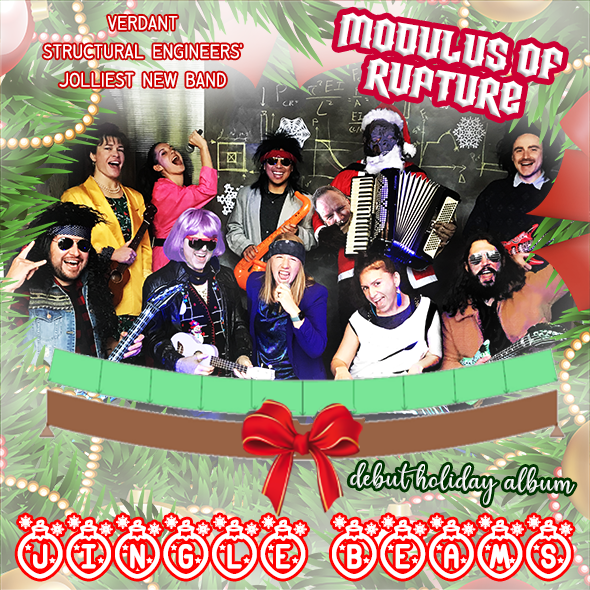 VERDANT
STRUCTURAL ENGINEERS'
JOLLIEST NEW BAND
MODULUS OF
RUPTURE
debut holiday album
JINGLE BEAMS